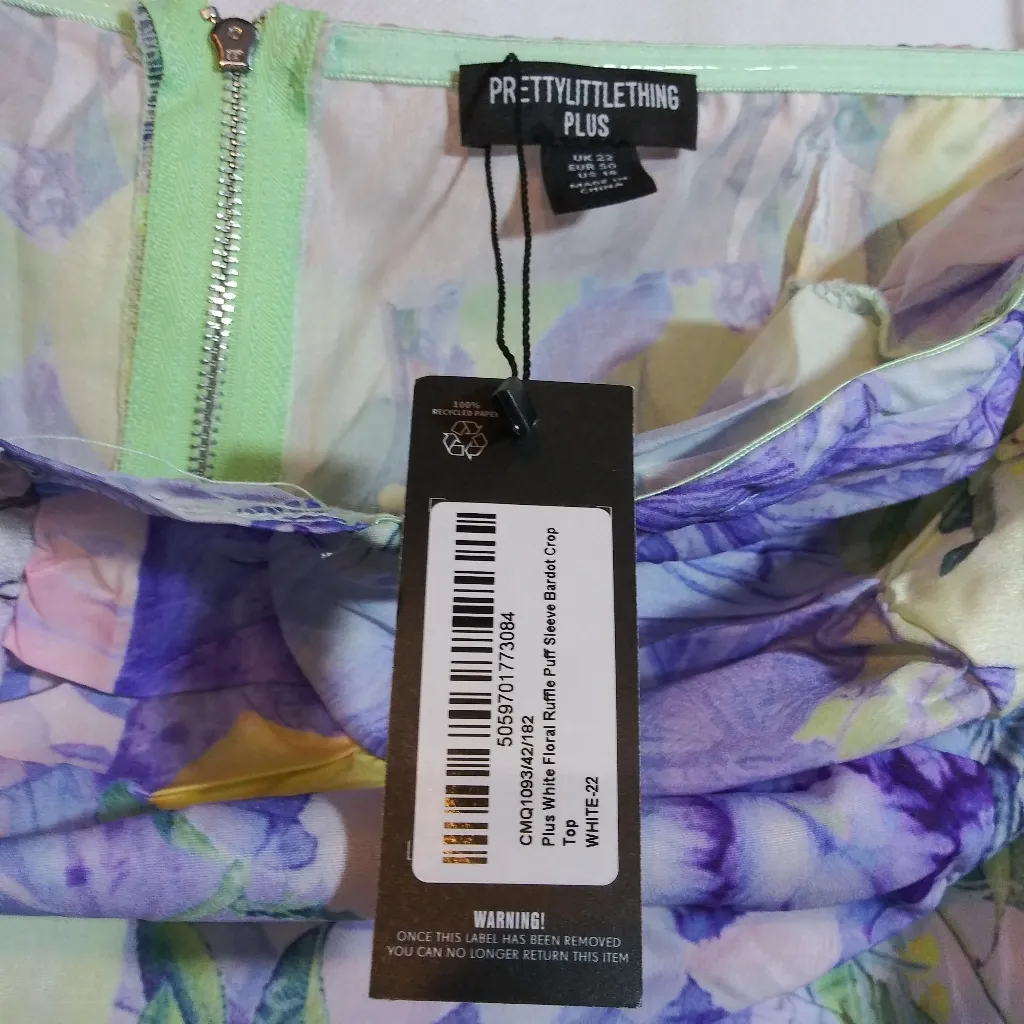 PRETTYLITTLETHING
PLUS
UK 22
EUR 50
US 18
MADE IN
CHINA
100%
RECYCLED PAPER
5059701773084
CMQ1093/42/182
Plus White Floral Ruffle Puff Sleeve Bardot Crop
Top
WHITE-22
WARNING!
ONCE THIS LABEL HAS BEEN REMOVED
YOU CAN NO LONGER RETURN THIS ITEM